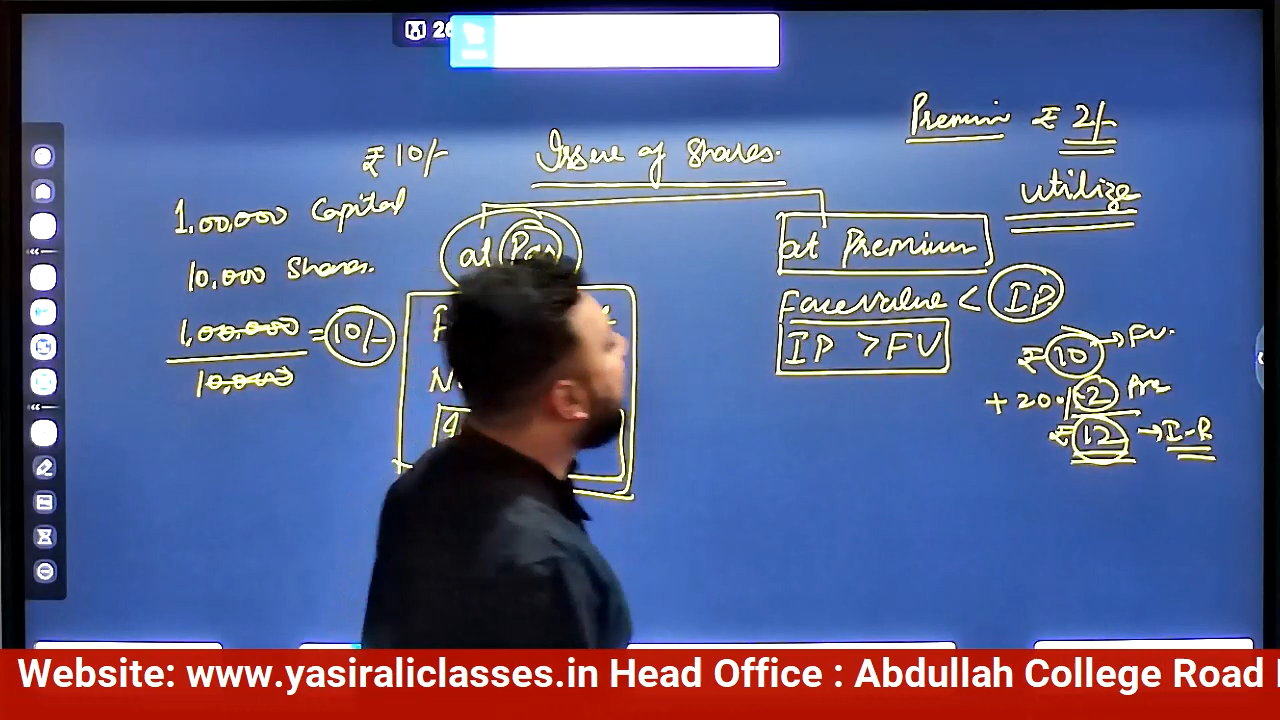 26
Premium ₹ 2/-
utilize
₹ 10/-
Issue of Shares.
1,00,000 Capital
10,000 Shares.
1,00,000
10,000
= 10/-
at Par
at Premium
Facevalue < IP
IP > FV
₹ 10 → FV.
+ 20% 2 Pre
₹ 12 → I-P
Website: www.yasiraliclasses.in Head Office : Abdullah College Road